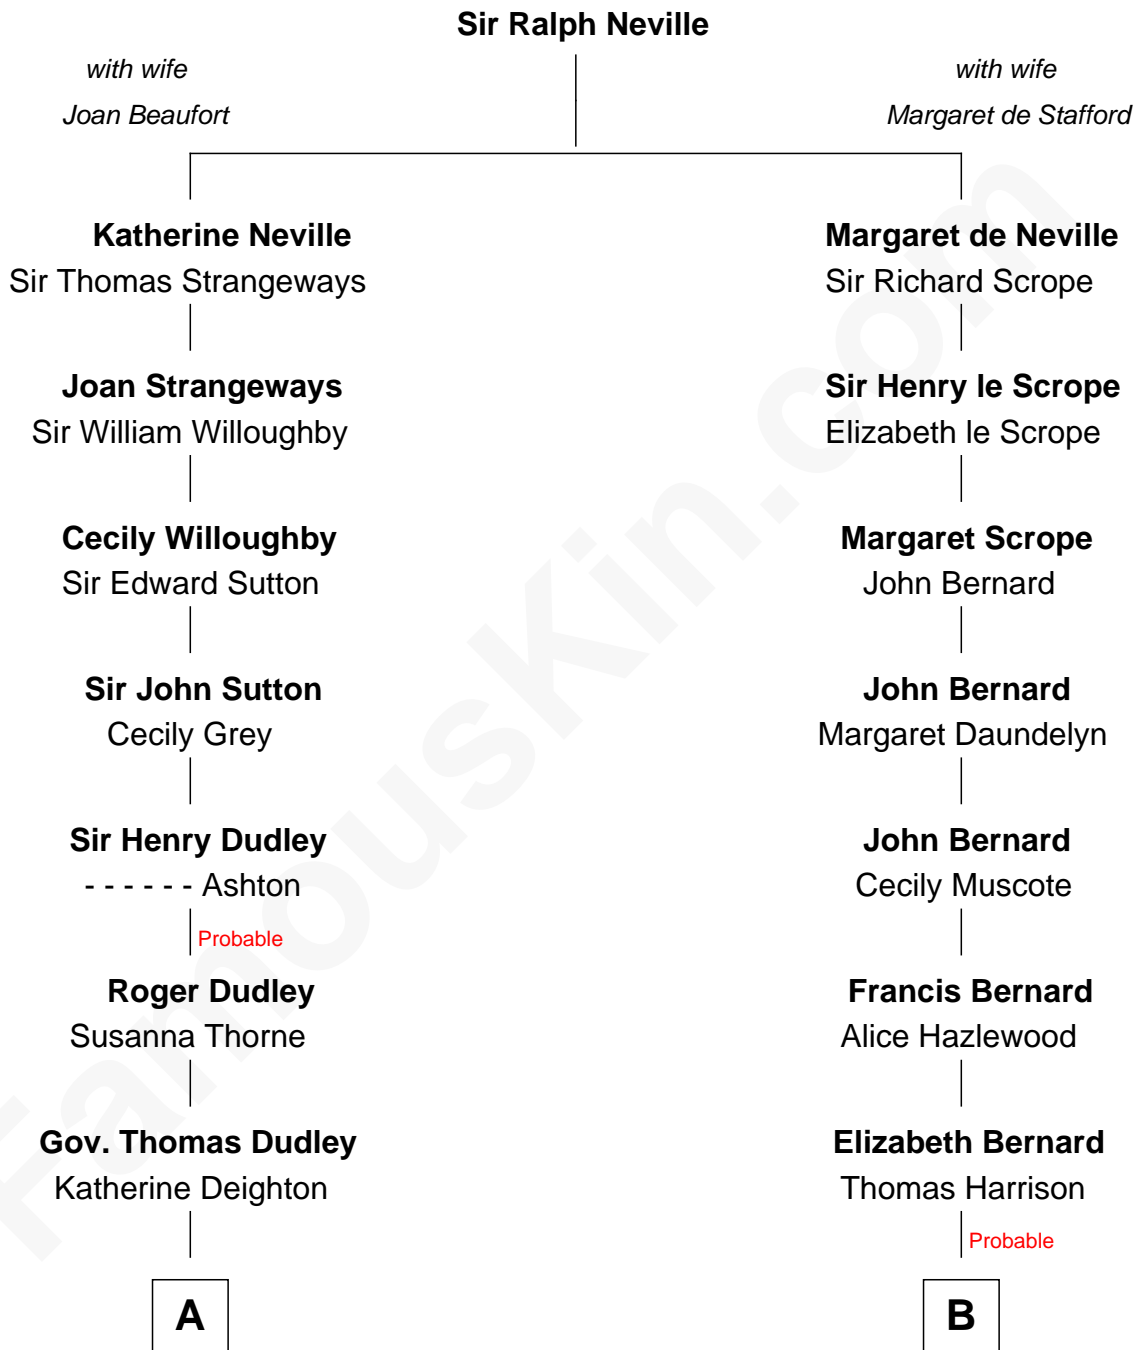 Sir Ralph Neville
with wife
Joan Beaufort
with wife
Margaret de Stafford
Katherine Neville
Sir Thomas Strangeways
Margaret de Neville
Sir Richard Scrope
Joan Strangeways
Sir William Willoughby
Sir Henry le Scrope
Elizabeth le Scrope
Cecily Willoughby
Sir Edward Sutton
Margaret Scrope
John Bernard
Sir John Sutton
Cecily Grey
John Bernard
Margaret Daundelyn
Sir Henry Dudley
- - - - - - Ashton
Probable
John Bernard
Cecily Muscote
Roger Dudley
Susanna Thorne
Francis Bernard
Alice Hazlewood
Gov. Thomas Dudley
Katherine Deighton
Elizabeth Bernard
Thomas Harrison
Probable
A
B
FamousKin.com